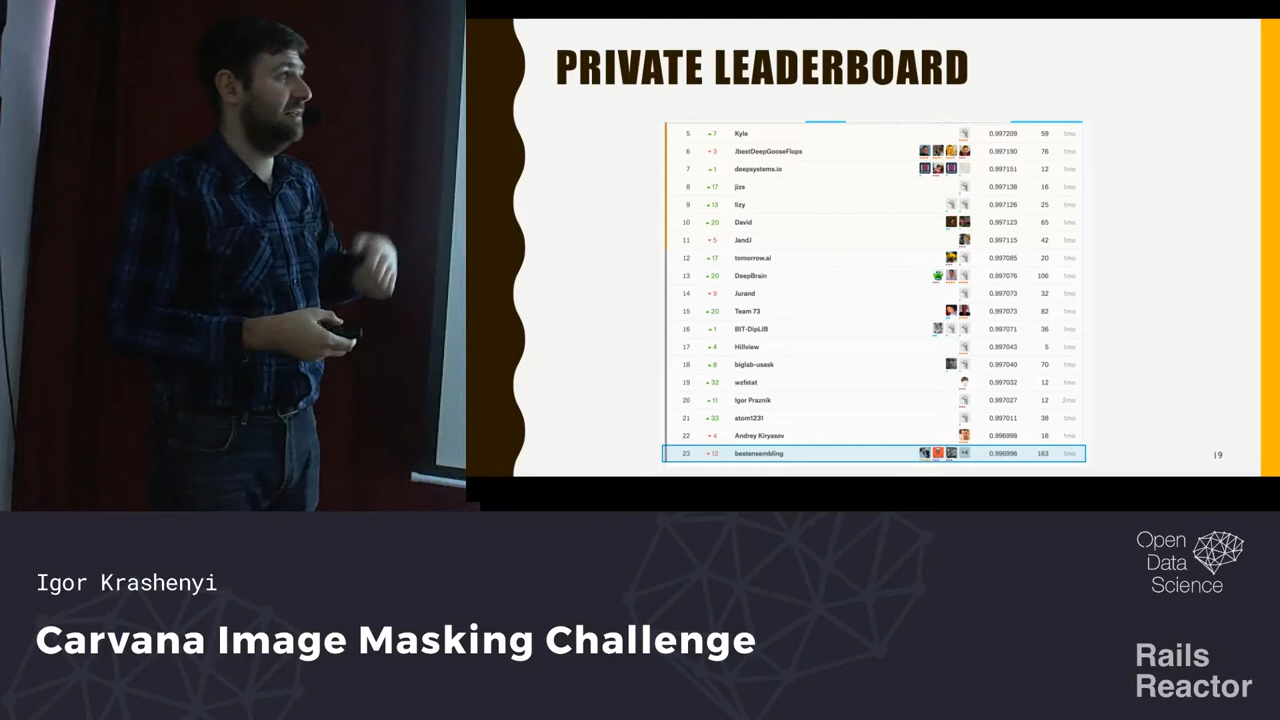 PRIVATE LEADERBOARD
5 ▲7 Kyle 0.997209 59 1mo
6 ▼3 JbestDeepGooseFlops 0.997190 76 1mo
7 ▲1 deepsystems.io 0.997151 12 1mo
8 ▲17 jizs 0.997138 16 1mo
9 ▲13 lizy 0.997126 25 1mo
10 ▲20 David 0.997123 65 1mo
11 ▼5 JandJ 0.997115 42 1mo
12 ▲17 tomorrow.ai 0.997085 20 1mo
13 ▲20 DeepBrain 0.997076 106 1mo
14 ▼9 Jurand 0.997073 32 1mo
15 ▲20 Team 73 0.997073 82 1mo
16 ▲1 BIT-DipLIB 0.997071 36 1mo
17 ▲4 Hillview 0.997043 5 1mo
18 ▲8 biglab-usask 0.997040 70 1mo
19 ▲32 wzfstat 0.997032 12 1mo
20 ▲11 Igor Praznik 0.997027 12 2mo
21 ▲33 atom1231 0.997011 38 1mo
22 ▼4 Andrey Kiryasov 0.996998 18 1mo
23 ▼12 bestensembling +4 0.996996 163 1mo
19
Igor Krashenyi
Carvana Image Masking Challenge
Open
Data
Science
Rails
Reactor